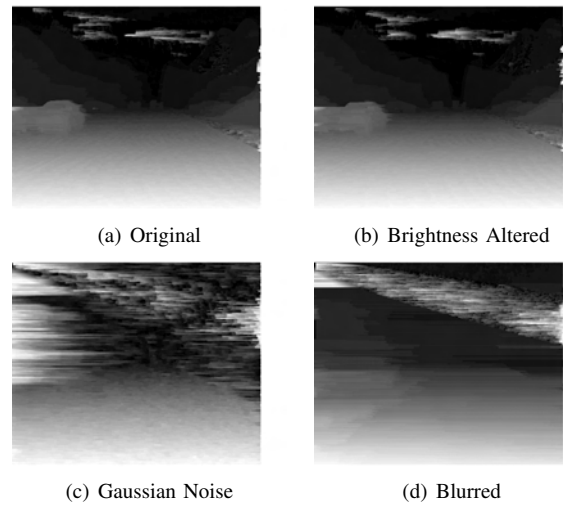 (a) Original
(b) Brightness Altered
(c) Gaussian Noise
(d) Blurred